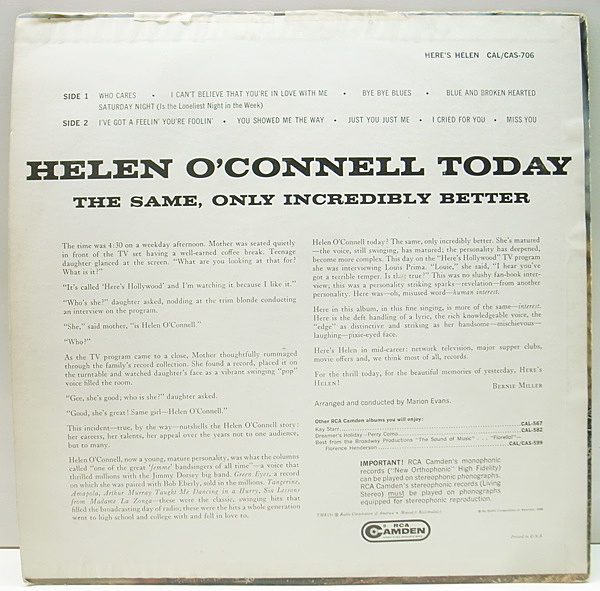 HERE'S HELEN CAL/CAS-706
SIDE 1 WHO CARES • I CAN'T BELIEVE THAT YOU'RE IN LOVE WITH ME • BYE BYE BLUES • BLUE AND BROKEN HEARTED
SATURDAY NIGHT (Is the Loneliest Night in the Week)
SIDE 2 I'VE GOT A FEELIN' YOU'RE FOOLIN' • YOU SHOWED ME THE WAY • JUST YOU JUST ME • I CRIED FOR YOU • MISS YOU
HELEN O'CONNELL TODAY
THE SAME, ONLY INCREDIBLY BETTER
The time was 4:30 on a weekday afternoon. Mother was seated quietly
in front of the TV set having a well-earned coffee break. Teenage
daughter glanced at the screen. "What are you looking at that for?
What is it?"
"It's called 'Here's Hollywood' and I'm watching it because I like it."
"Who's she?" daughter asked, nodding at the trim blonde conducting
an interview on the program.
"She," said mother, "is Helen O'Connell."
"Who?"
As the TV program came to a close, Mother thoughtfully rummaged
through the family's record collection. She found a record, placed it on
the turntable and watched daughter's face as a vibrant swinging "pop"
voice filled the room.
"Gee, she's good; who is she?" daughter asked.
"Good, she's great! Same girl—Helen O'Connell."
This incident—true, by the way—nutshells the Helen O'Connell story:
her careers, her talents, her appeal over the years not to one audience,
but to many.
Helen O'Connell, now a young, mature personality, was what the columns
called "one of the great 'femme' bandsingers of all time"—a voice that
thrilled millions with the Jimmy Dorsey big band. Green Eyes, a record
on which she was paired with Bob Eberly, sold in the millions. Tangerine,
Amapola, Arthur Murray Taught Me Dancing in a Hurry, Six Lessons
from Madame La Zonga—these were the classic, swinging hits that
filled the broadcasting day of radio; these were the hits a whole generation
went to high school and college with and fell in love to.
Helen O'Connell today? The same, only incredibly better. She's matured
—the voice, still swinging, has matured; the personality has deepened,
become more complex. This day on the "Here's Hollywood" TV program
she was interviewing Louis Prima. "Louie," she said, "I hear you've
got a terrible temper. Is this true?" This was no slushy fan-book inter-
view; this was a personality striking sparks—revelation—from another
personality. Here was—oh, misused word—human interest.
Here in this album, in this fine singing, is more of the same—interest.
Here is the deft handling of a lyric, the rich knowledgeable voice, the
"edge" as distinctive and striking as her handsome—mischievous—
laughing—pixie-eyed face.
Here's Helen in mid-career: network television, major supper clubs,
movie offers and, we think most of all, records.
For the thrill today, for the beautiful memories of yesterday, HERE'S
HELEN!
BERNIE MILLER
Arranged and conducted by Marion Evans.
Other RCA Camden albums you will enjoy:
Kay Starr CAL-567
Dreamer's Holiday—Perry Como CAL-582
Best from the Broadway Productions "The Sound of Music" . . . "Fiorello!"—
Florence Henderson CAL/CAS-599
IMPORTANT! RCA Camden's monophonic
records ("New Orthophonic" High Fidelity)
can be played on stereophonic phonographs.
RCA Camden's stereophonic records (Living
Stereo) must be played on phonographs
equipped for stereophonic reproduction.
RCA
CAMDEN
Printed in U.S.A.